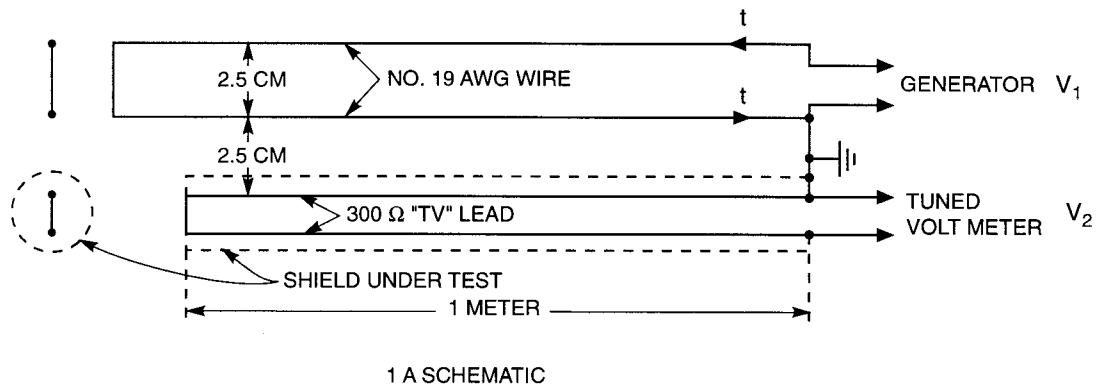 t
2.5 CM
NO. 19 AWG WIRE
GENERATOR V₁
t
2.5 CM
300 Ω "TV" LEAD
TUNED
VOLT METER V₂
SHIELD UNDER TEST
1 METER
1 A SCHEMATIC